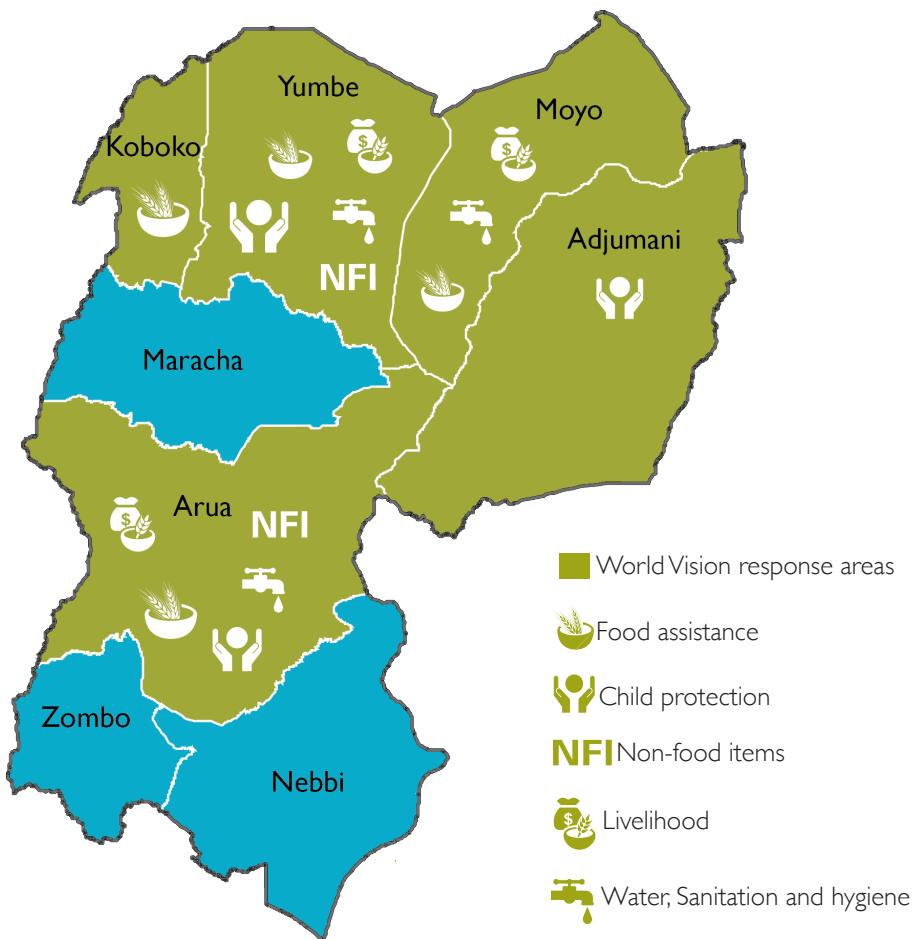 Yumbe
Moyo
Koboko
Adjumani
NFI
Maracha
Arua
NFI
Zombo
Nebbi
World Vision response areas
Food assistance
Child protection
NFI Non-food items
$ Livelihood
Water, Sanitation and hygiene